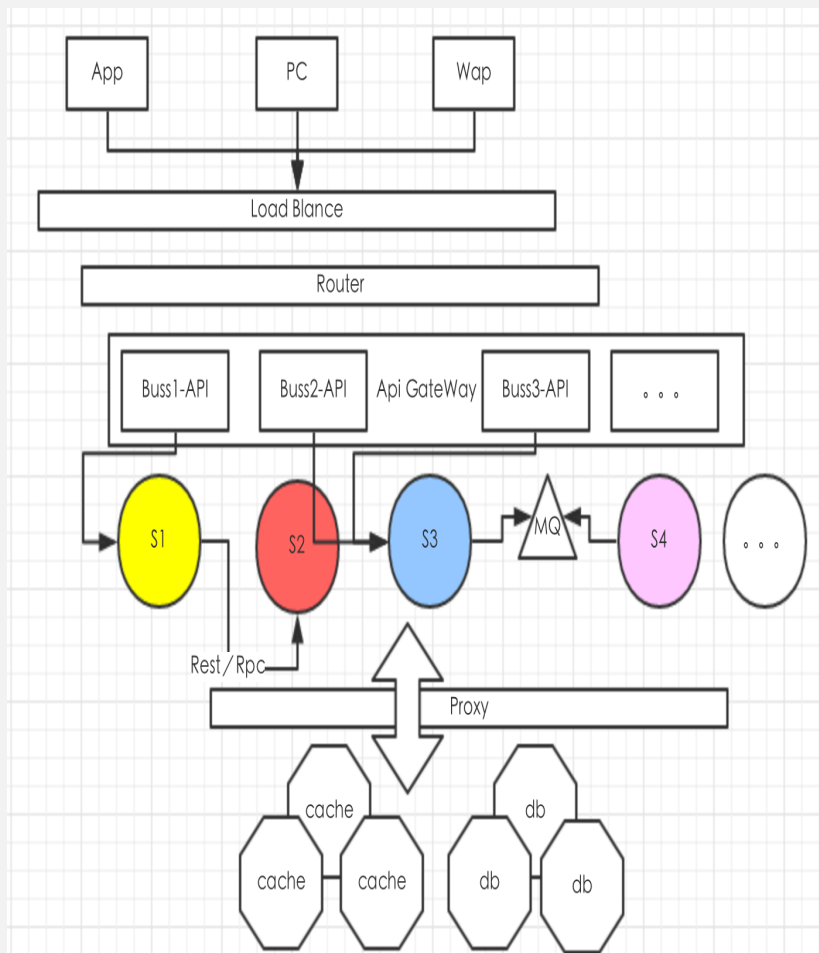 App
PC
Wap
Load Blance
Router
Buss1-API
Buss2-API
Api GateWay
Buss3-API
。。。
S1
S2
S3
MQ
S4
。。。
Rest/Rpc
Proxy
cache
db
cache
cache
db
db